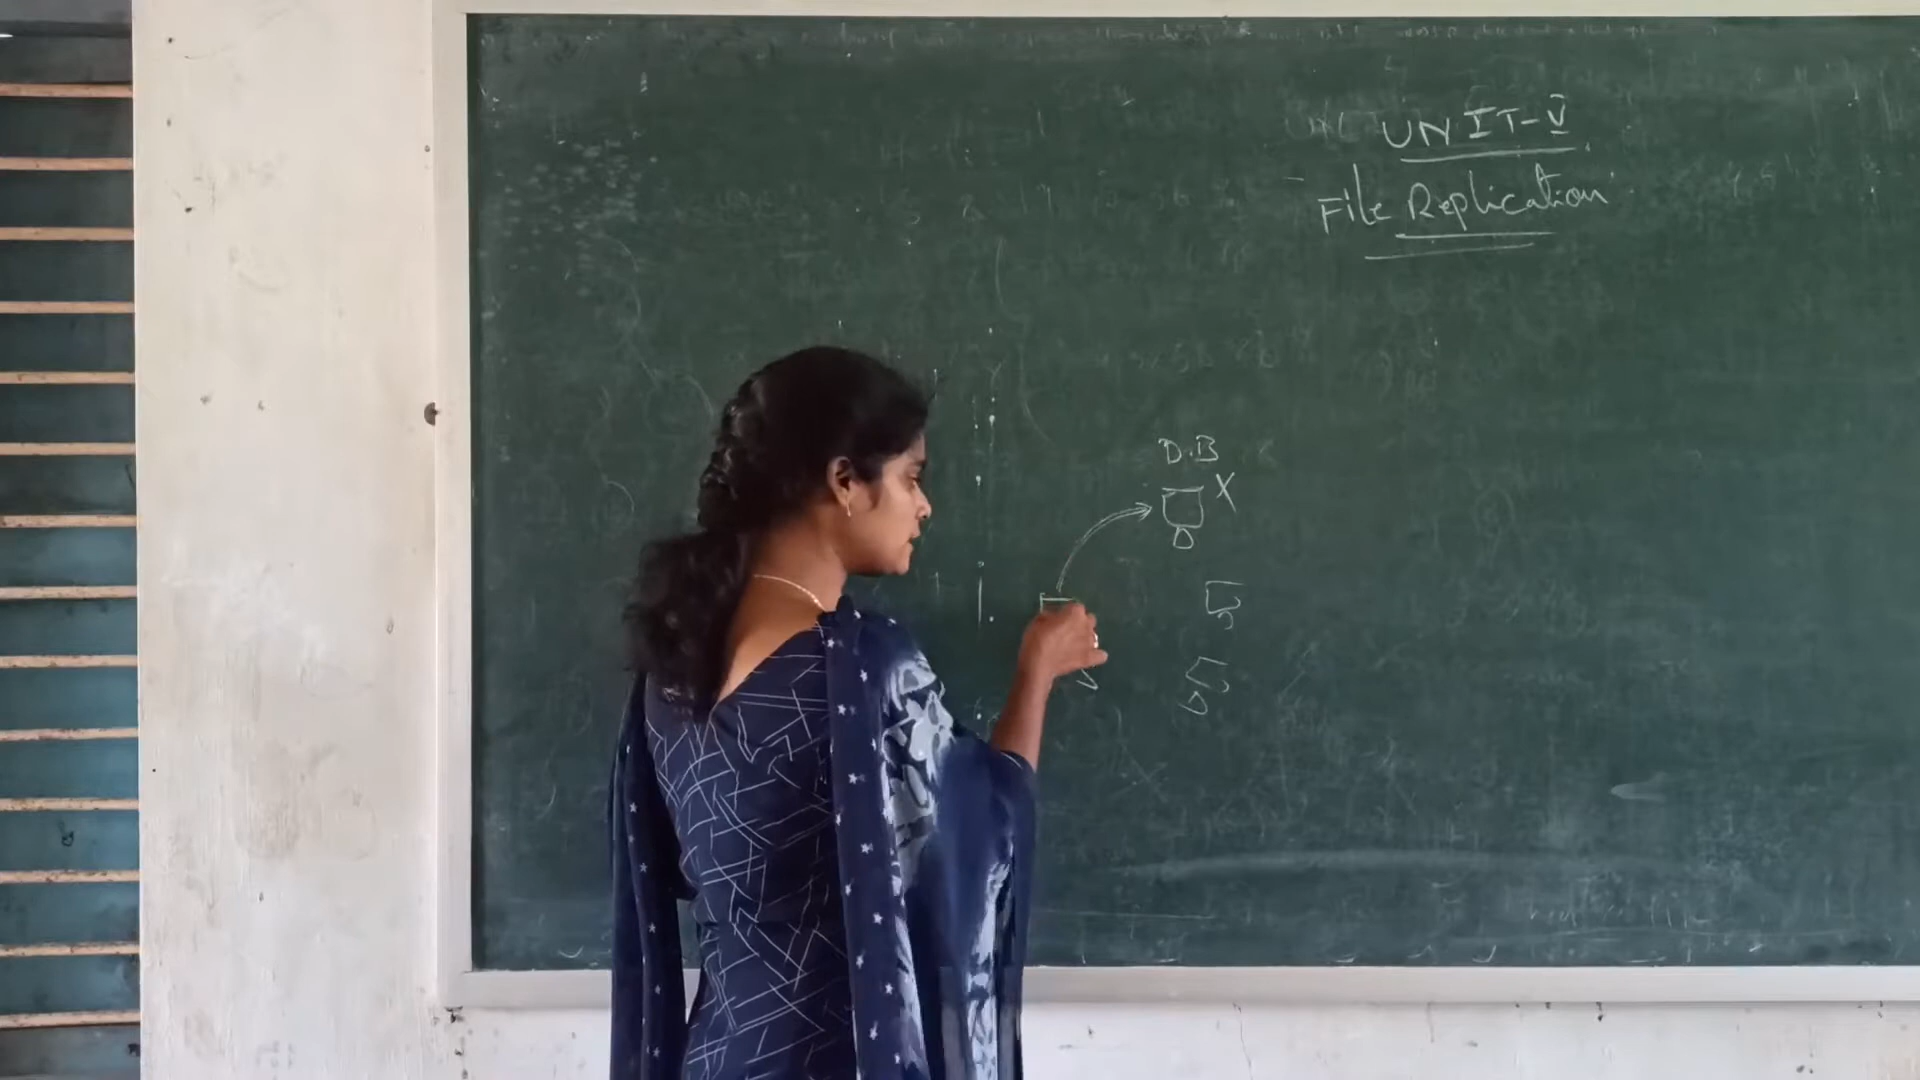 UNIT-V
File Replication
D.B
X